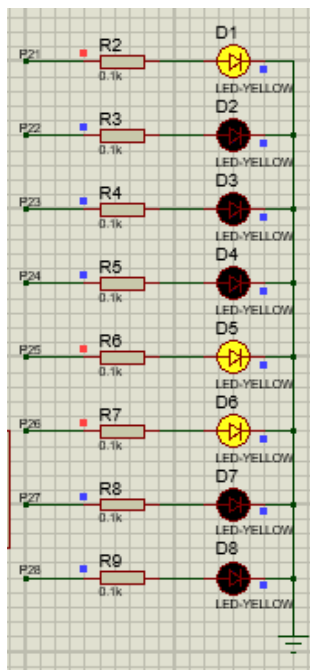 D1
P21 R2
0.1k LED-YELLOW
D2
P22 R3
0.1k LED-YELLOW
D3
P23 R4
0.1k LED-YELLOW
D4
P24 R5
0.1k LED-YELLOW
D5
P25 R6
0.1k LED-YELLOW
D6
P26 R7
0.1k LED-YELLOW
D7
P27 R8
0.1k LED-YELLOW
D8
P28 R9
0.1k LED-YELLOW